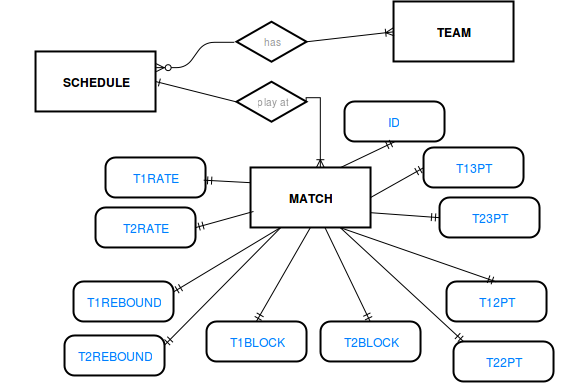 has
TEAM
SCHEDULE
play at
ID
T1RATE
T13PT
MATCH
T2RATE
T23PT
T1REBOUND
T12PT
T2REBOUND
T1BLOCK
T2BLOCK
T22PT